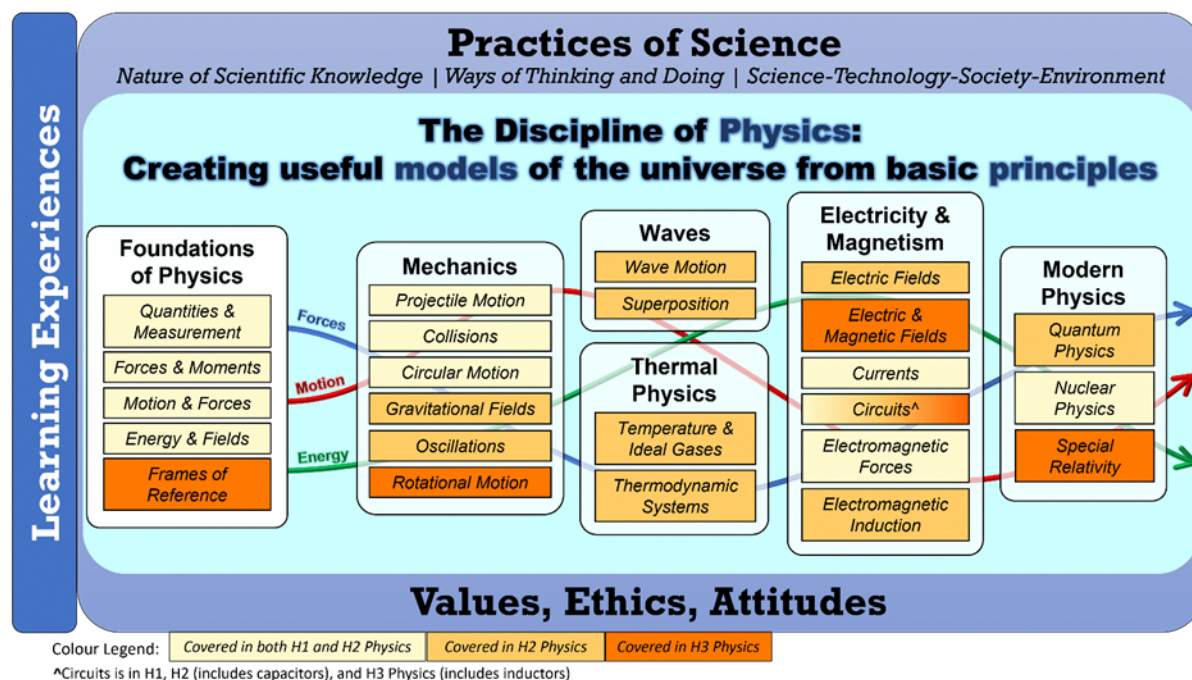 Learning Experiences
Practices of Science
Nature of Scientific Knowledge | Ways of Thinking and Doing | Science-Technology-Society-Environment
The Discipline of Physics:
Creating useful models of the universe from basic principles
Foundations
of Physics
Quantities &
Measurement
Forces & Moments
Motion & Forces
Energy & Fields
Frames of
Reference
Forces
Motion
Energy
Mechanics
Projectile Motion
Collisions
Circular Motion
Gravitational Fields
Oscillations
Rotational Motion
Waves
Wave Motion
Superposition
Thermal
Physics
Temperature &
Ideal Gases
Thermodynamic
Systems
Electricity &
Magnetism
Electric Fields
Electric &
Magnetic Fields
Currents
Circuits^
Electromagnetic
Forces
Electromagnetic
Induction
Modern
Physics
Quantum
Physics
Nuclear
Physics
Special
Relativity
Values, Ethics, Attitudes
Colour Legend:
Covered in both H1 and H2 Physics
Covered in H2 Physics
Covered in H3 Physics
^Circuits is in H1, H2 (includes capacitors), and H3 Physics (includes inductors)